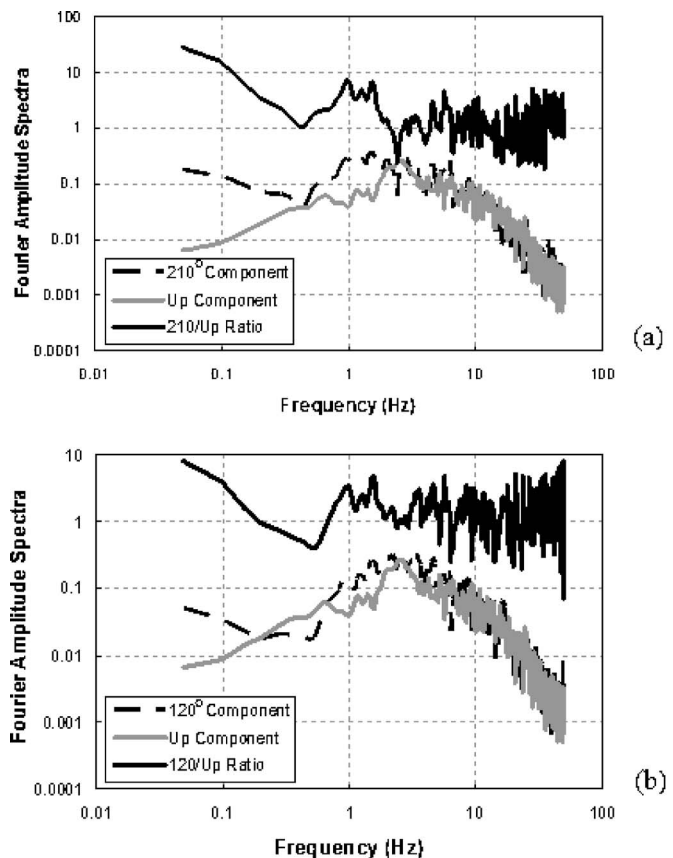 Fourier Amplitude Spectra
100
10
1
0.1
0.01
0.001
0.0001
210° Component
Up Component
210/Up Ratio
0.01 0.1 1 10 100
Frequency (Hz)
(a)
Fourier Amplitude Spectra
10
1
0.1
0.01
0.001
0.0001
120° Component
Up Component
120/Up Ratio
0.01 0.1 1 10 100
Frequency (Hz)
(b)